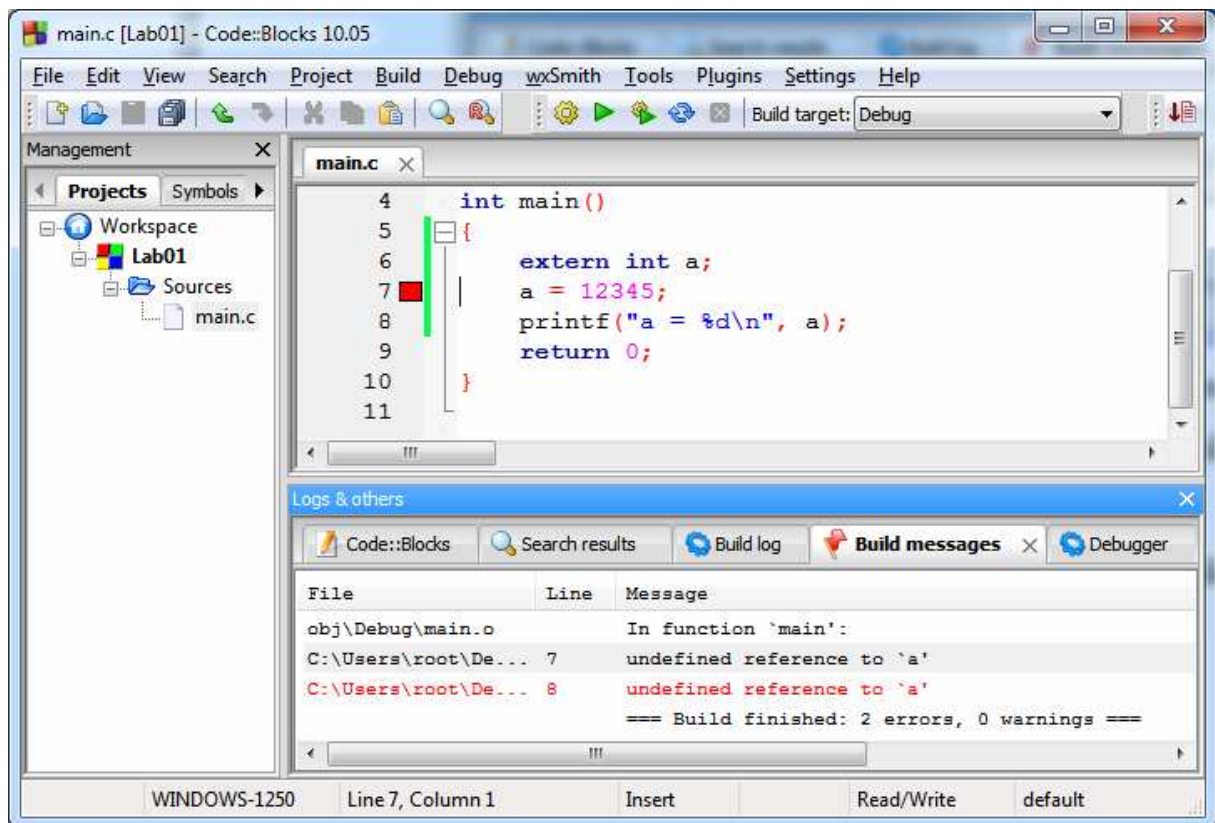 main.c [Lab01] - Code::Blocks 10.05
File Edit View Search Project Build Debug wxSmith Tools Plugins Settings Help
Build target: Debug
Management
Projects Symbols
Workspace
Lab01
Sources
main.c
main.c
4 int main()
5 {
6 extern int a;
7 a = 12345;
8 printf("a = %d\n", a);
9 return 0;
10 }
11
Logs & others
Code::Blocks Search results Build log Build messages Debugger
File Line Message
obj\Debug\main.o In function `main':
C:\Users\root\De... 7 undefined reference to `a'
C:\Users\root\De... 8 undefined reference to `a'
=== Build finished: 2 errors, 0 warnings ===
WINDOWS-1250 Line 7, Column 1 Insert Read/Write default